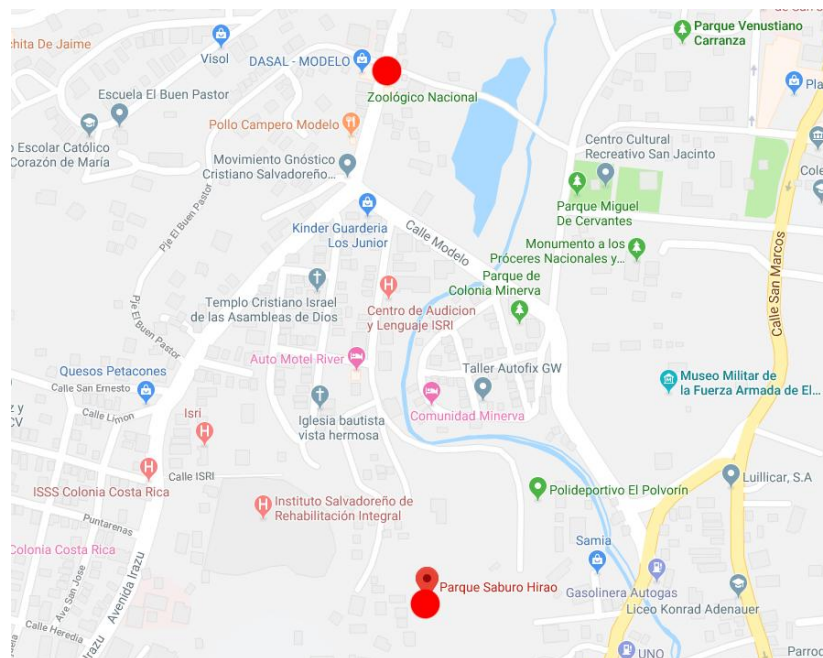 chita De Jaime
Visol
DASAL - MODELO
Zoológico Nacional
Parque Venustiano
Carranza
Pla
Escuela El Buen Pastor
Pollo Campero Modelo
o Escolar Católico
Corazón de María
Movimiento Gnóstico
Cristiano Salvadoreño...
Centro Cultural
Recreativo San Jacinto
Cole
Pje El Buen Pastor
Kinder Guarderia
Los Junior
Calle Modelo
Parque Miguel
De Cervantes
Monumento a los
Próceres Nacionales y...
Parque de
Colonia Minerva
Calle San Marcos
Templo Cristiano Israel
de las Asambleas de Dios
Centro de Audicion
y Lenguaje ISRI
Pje El Buen Pastor
Auto Motel River
Taller Autofix GW
Quesos Petacones
Calle San Ernesto
Museo Militar de
la Fuerza Armada de El...
Calle Limon
Isri
Iglesia bautista
vista hermosa
Comunidad Minerva
z y
CV
ISSS Colonia Costa Rica
Calle ISRI
Luillicar, S.A
Polideportivo El Polvorín
Instituto Salvadoreño de
Rehabilitación Integral
Puntarenas
Colonia Costa Rica
Samia
Ave San Jose
Avenida Irazu
Parque Saburo Hirao
Gasolinera Autogas
Liceo Konrad Adenauer
Calle Heredia
Irazu
UNO
Parroc